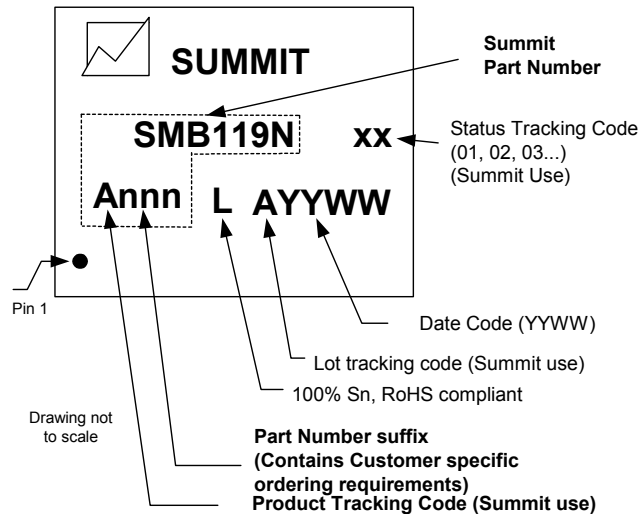 SUMMIT
Summit
Part Number
SMB119N xx
Status Tracking Code
(01, 02, 03...)
(Summit Use)
Annn L AYYWW
Pin 1
Date Code (YYWW)
Lot tracking code (Summit use)
100% Sn, RoHS compliant
Drawing not
to scale
Part Number suffix
(Contains Customer specific
ordering requirements)
Product Tracking Code (Summit use)